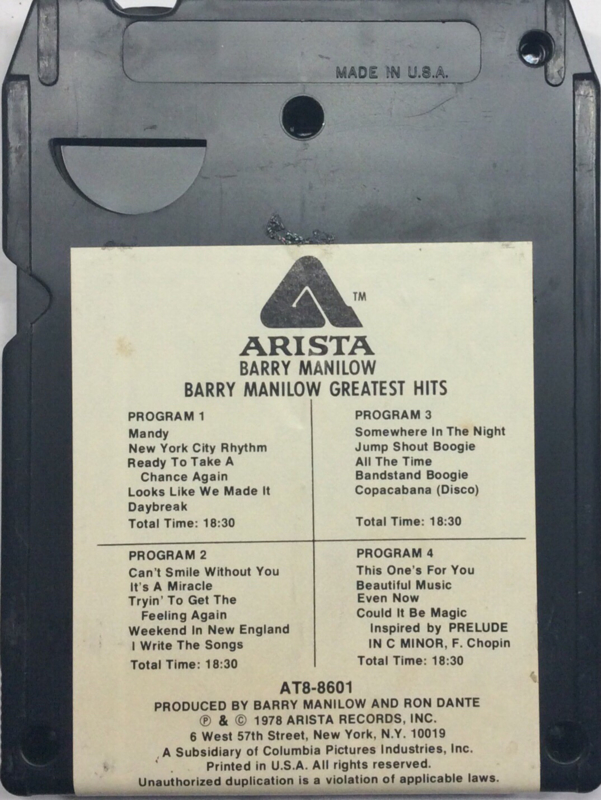 MADE IN U.S.A.
TM
ARISTA
BARRY MANILOW
BARRY MANILOW GREATEST HITS
PROGRAM 1
Mandy
New York City Rhythm
Ready To Take A
Chance Again
Looks Like We Made It
Daybreak
Total Time: 18:30
PROGRAM 3
Somewhere In The Night
Jump Shout Boogie
All The Time
Bandstand Boogie
Copacabana (Disco)
Total Time: 18:30
PROGRAM 2
Can't Smile Without You
It's A Miracle
Tryin' To Get The
Feeling Again
Weekend In New England
I Write The Songs
Total Time: 18:30
PROGRAM 4
This One's For You
Beautiful Music
Even Now
Could It Be Magic
Inspired by PRELUDE
IN C MINOR, F. Chopin
Total Time: 18:30
AT8-8601
PRODUCED BY BARRY MANILOW AND RON DANTE
℗ & © 1978 ARISTA RECORDS, INC.
6 West 57th Street, New York, N.Y. 10019
A Subsidiary of Columbia Pictures Industries, Inc.
Printed in U.S.A. All rights reserved.
Unauthorized duplication is a violation of applicable laws.